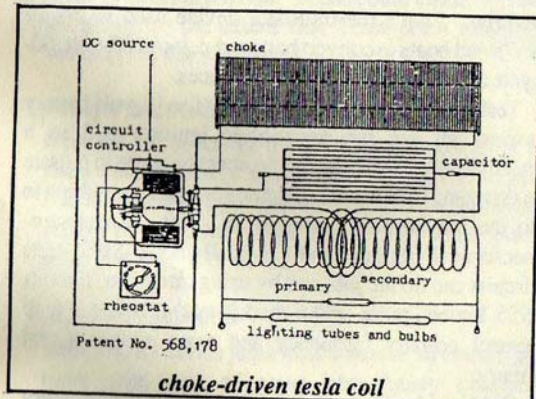 DC source
choke
circuit
controller
capacitor
secondary
primary
rheostat
lighting tubes and bulbs
Patent No. 568,178
choke-driven tesla coil